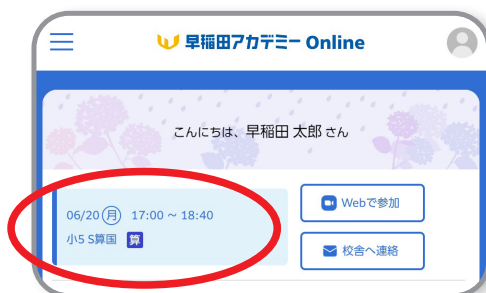 早稲田アカデミー Online
こんにちは、早稲田 太郎 さん
06/20 月 17:00 ~ 18:40
小5 S算国 算
Webで参加
校舎へ連絡